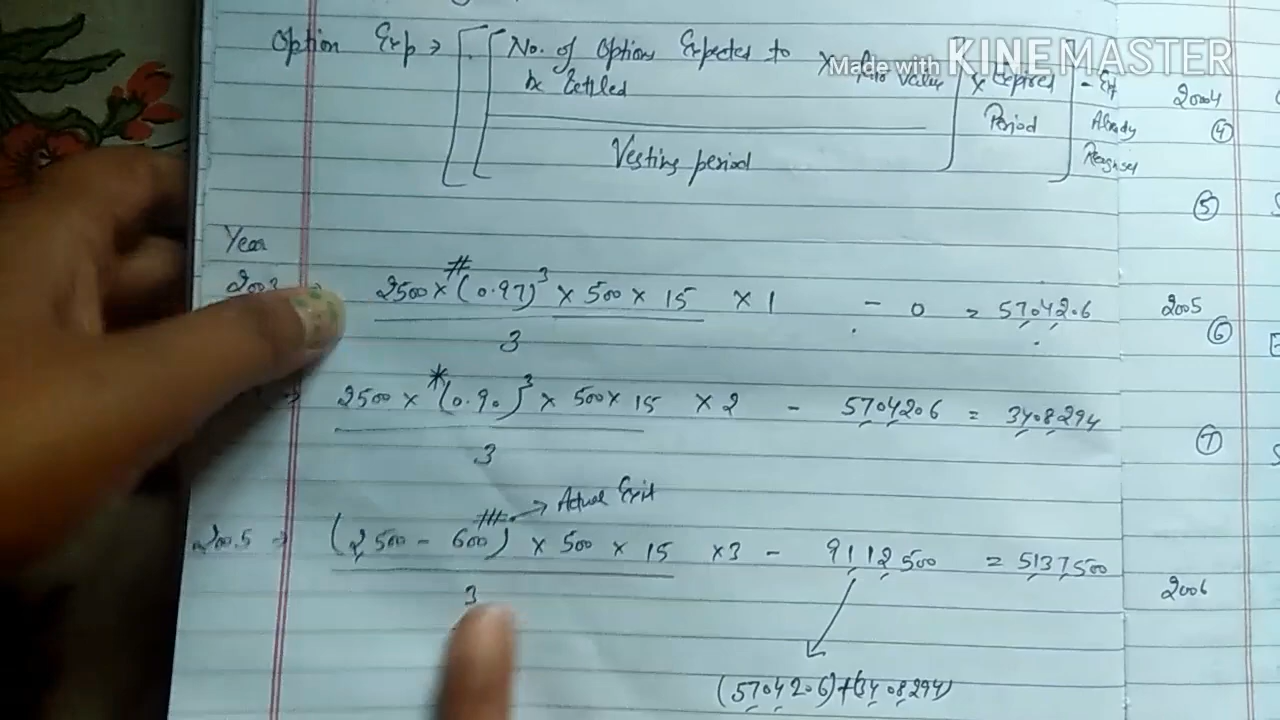 Option Exp → No. of Options Expected to × Fair Value × Expired - Exp 2004
be Settled Period Already ④
Vesting period Recognised
⑤
Made with KINEMASTER
Year
2003 2500 × #(0.97)³ × 500 × 15 × 1 - 0 = 5704206 2005
3 ⑥
→ 2500 × *(0.90)³ × 500 × 15 × 2 - 5704206 = 3408294
3 ⑦
## → Actual Exit
2005 → (2500 - 600) × 500 × 15 × 3 - 9112500 = 5137500
3 2006
(5704206)+(3408294)